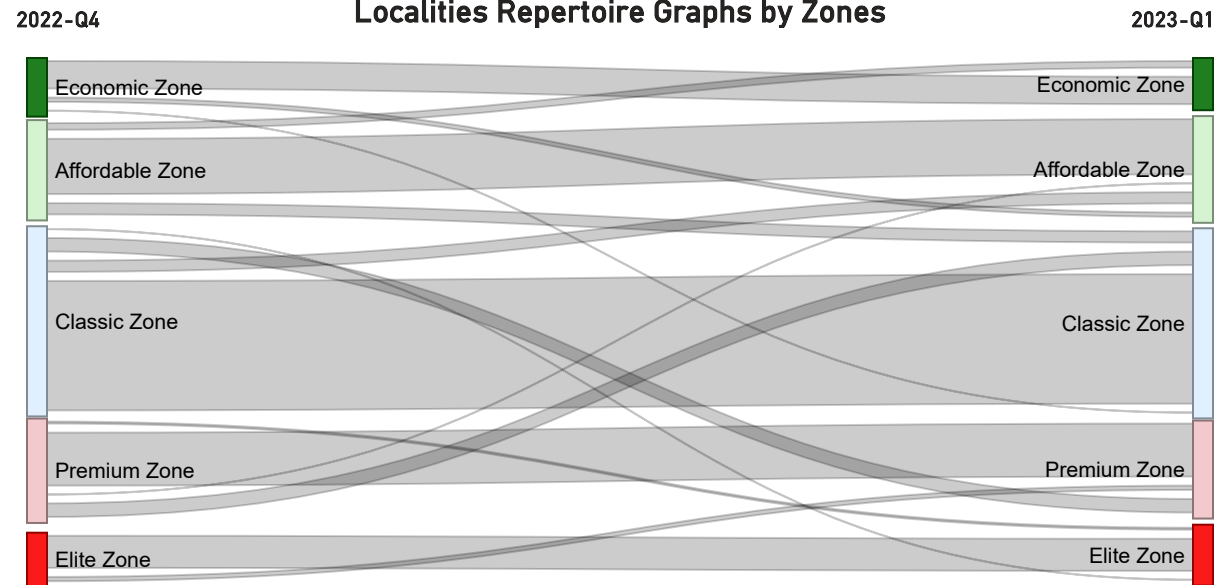 Localities Repertoire Graphs by Zones
2022-Q4
2023-Q1
Economic Zone
Economic Zone
Affordable Zone
Affordable Zone
Classic Zone
Classic Zone
Premium Zone
Premium Zone
Elite Zone
Elite Zone